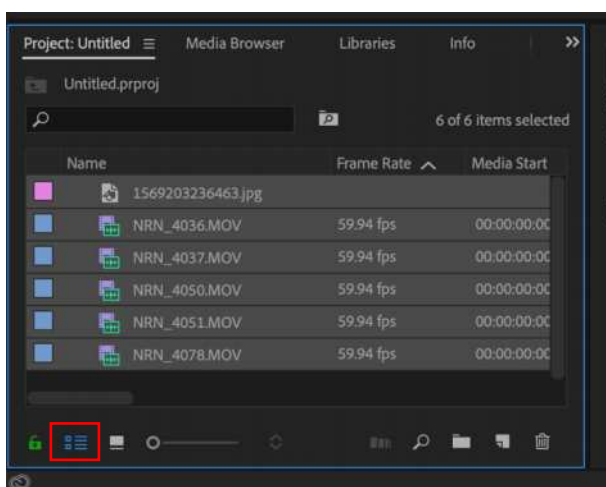 Project: Untitled Media Browser Libraries Info
Untitled.prproj
6 of 6 items selected
Name Frame Rate Media Start
1569203236463.jpg
NRN_4036.MOV 59.94 fps 00:00:00:00
NRN_4037.MOV 59.94 fps 00:00:00:00
NRN_4050.MOV 59.94 fps 00:00:00:00
NRN_4051.MOV 59.94 fps 00:00:00:00
NRN_4078.MOV 59.94 fps 00:00:00:00